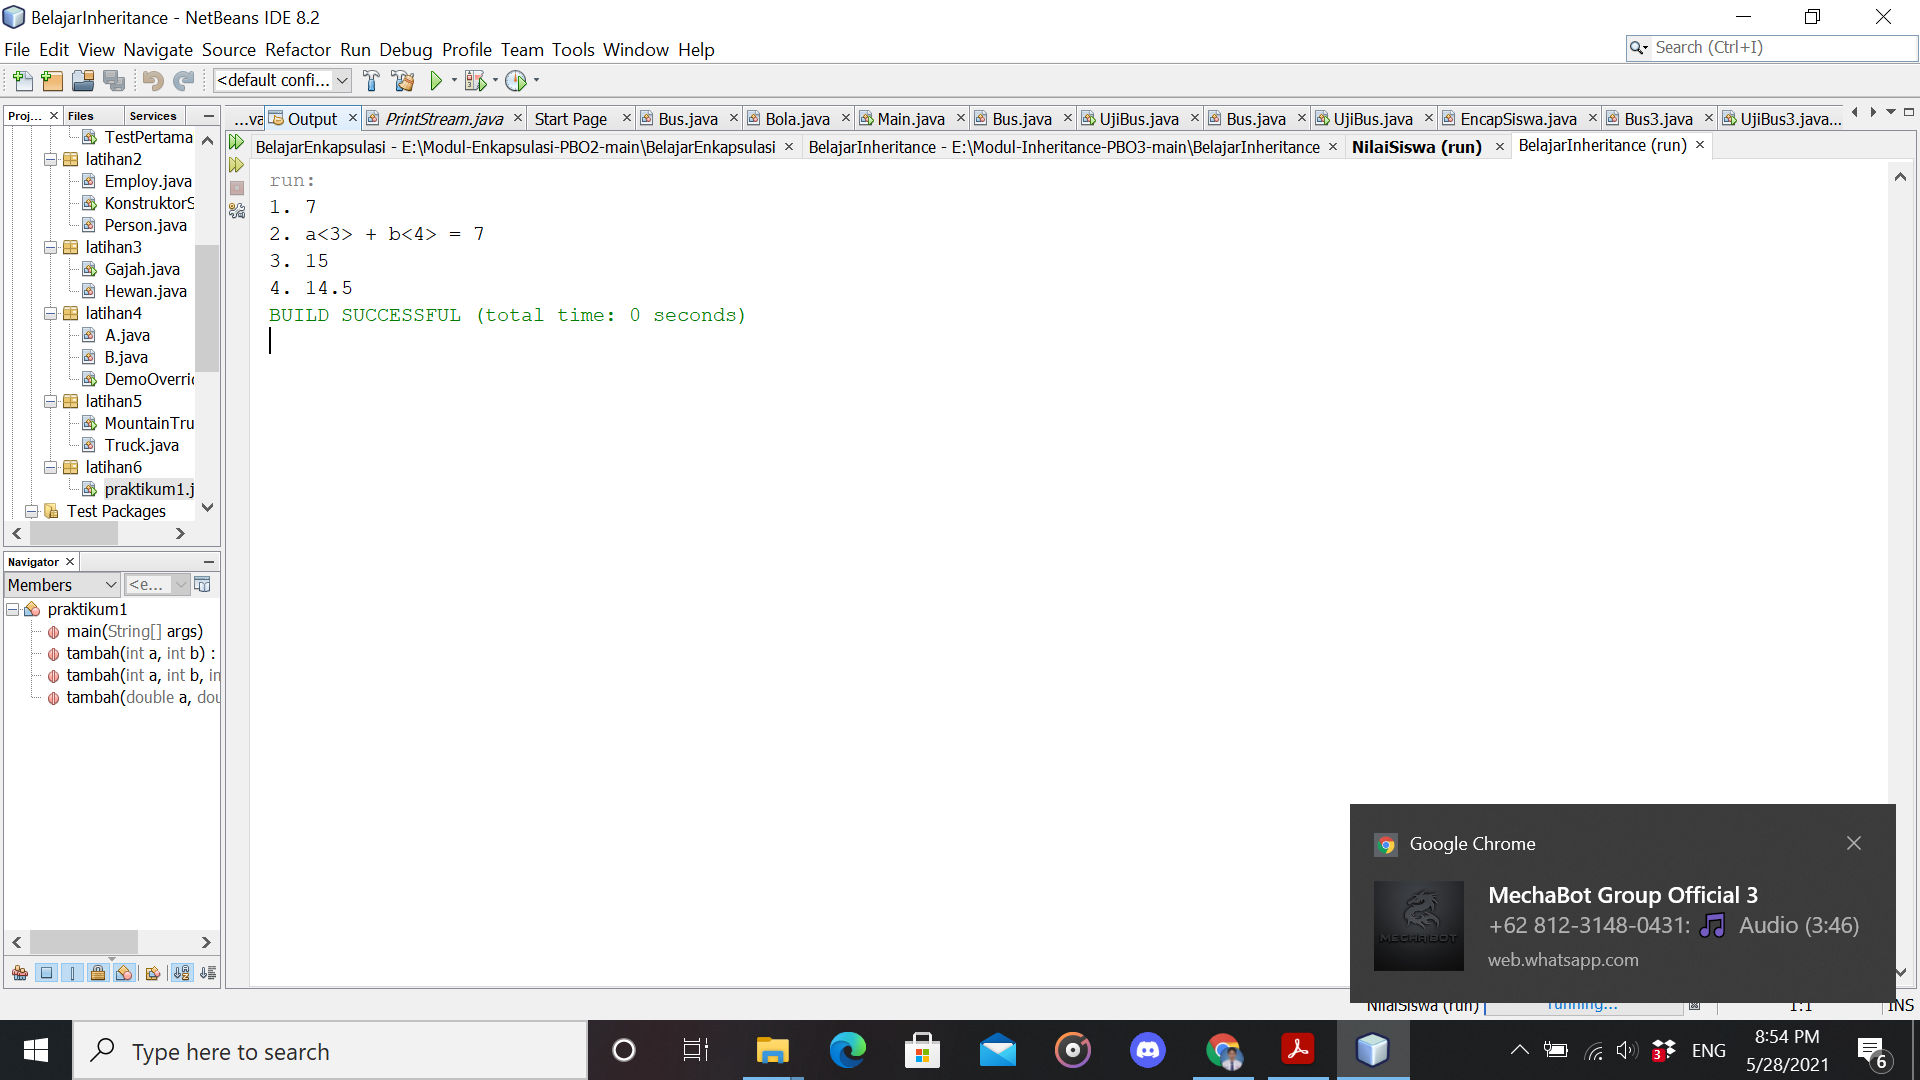 BelajarInheritance - NetBeans IDE 8.2
File Edit View Navigate Source Refactor Run Debug Profile Team Tools Window Help
Search (Ctrl+I)
<default confi...
Proj... Files Services
...va Output PrintStream.java Start Page Bus.java Bola.java Main.java Bus.java UjiBus.java Bus.java UjiBus.java EncapSiswa.java Bus3.java UjiBus3.java...
BelajarEnkapsulasi - E:\Modul-Enkapsulasi-PBO2-main\BelajarEnkapsulasi BelajarInheritance - E:\Modul-Inheritance-PBO3-main\BelajarInheritance NilaiSiswa (run) BelajarInheritance (run)
TestPertama
latihan2
Employ.java
KonstruktorS
Person.java
latihan3
Gajah.java
Hewan.java
latihan4
A.java
B.java
DemoOverric
latihan5
MountainTru
Truck.java
latihan6
praktikum1.j
Test Packages
run:
1. 7
2. a<3> + b<4> = 7
3. 15
4. 14.5
BUILD SUCCESSFUL (total time: 0 seconds)
Navigator
Members <e...
praktikum1
main(String[] args)
tambah(int a, int b) :
tambah(int a, int b, in
tambah(double a, dou
Google Chrome
MechaBot Group Official 3
+62 812-3148-0431: Audio (3:46)
web.whatsapp.com
MECHABOT
NilaiSiswa (run) running... 1:1 INS
Type here to search
3
ENG
8:54 PM
5/28/2021
6